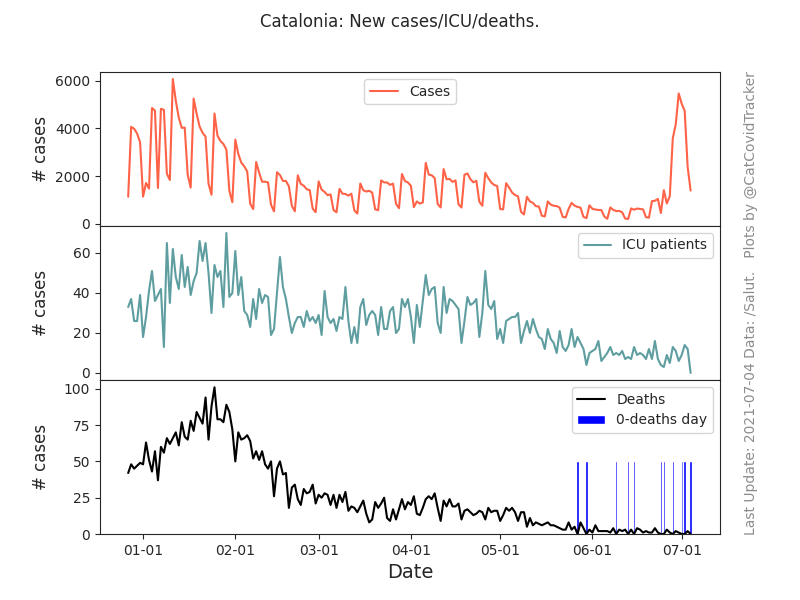 Catalonia: New cases/ICU/deaths.
6000
4000
2000
0
# cases
Cases
60
40
20
0
# cases
ICU patients
100
75
50
25
0
# cases
Deaths
0-deaths day
01-01 02-01 03-01 04-01 05-01 06-01 07-01
Date
Last Update: 2021-07-04 Data: /Salut. Plots by @CatCovidTracker